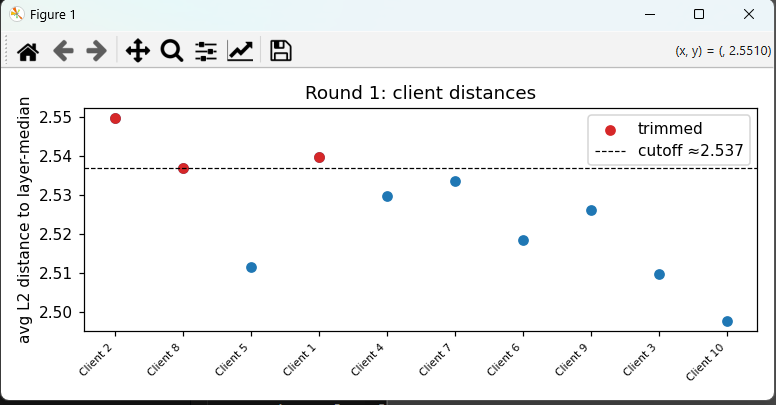 Figure 1
(x, y) = (, 2.5510)
Round 1: client distances
avg L2 distance to layer-median
2.55
2.54
2.53
2.52
2.51
2.50
trimmed
cutoff ≈2.537
Client 2
Client 8
Client 5
Client 1
Client 4
Client 7
Client 6
Client 9
Client 3
Client 10